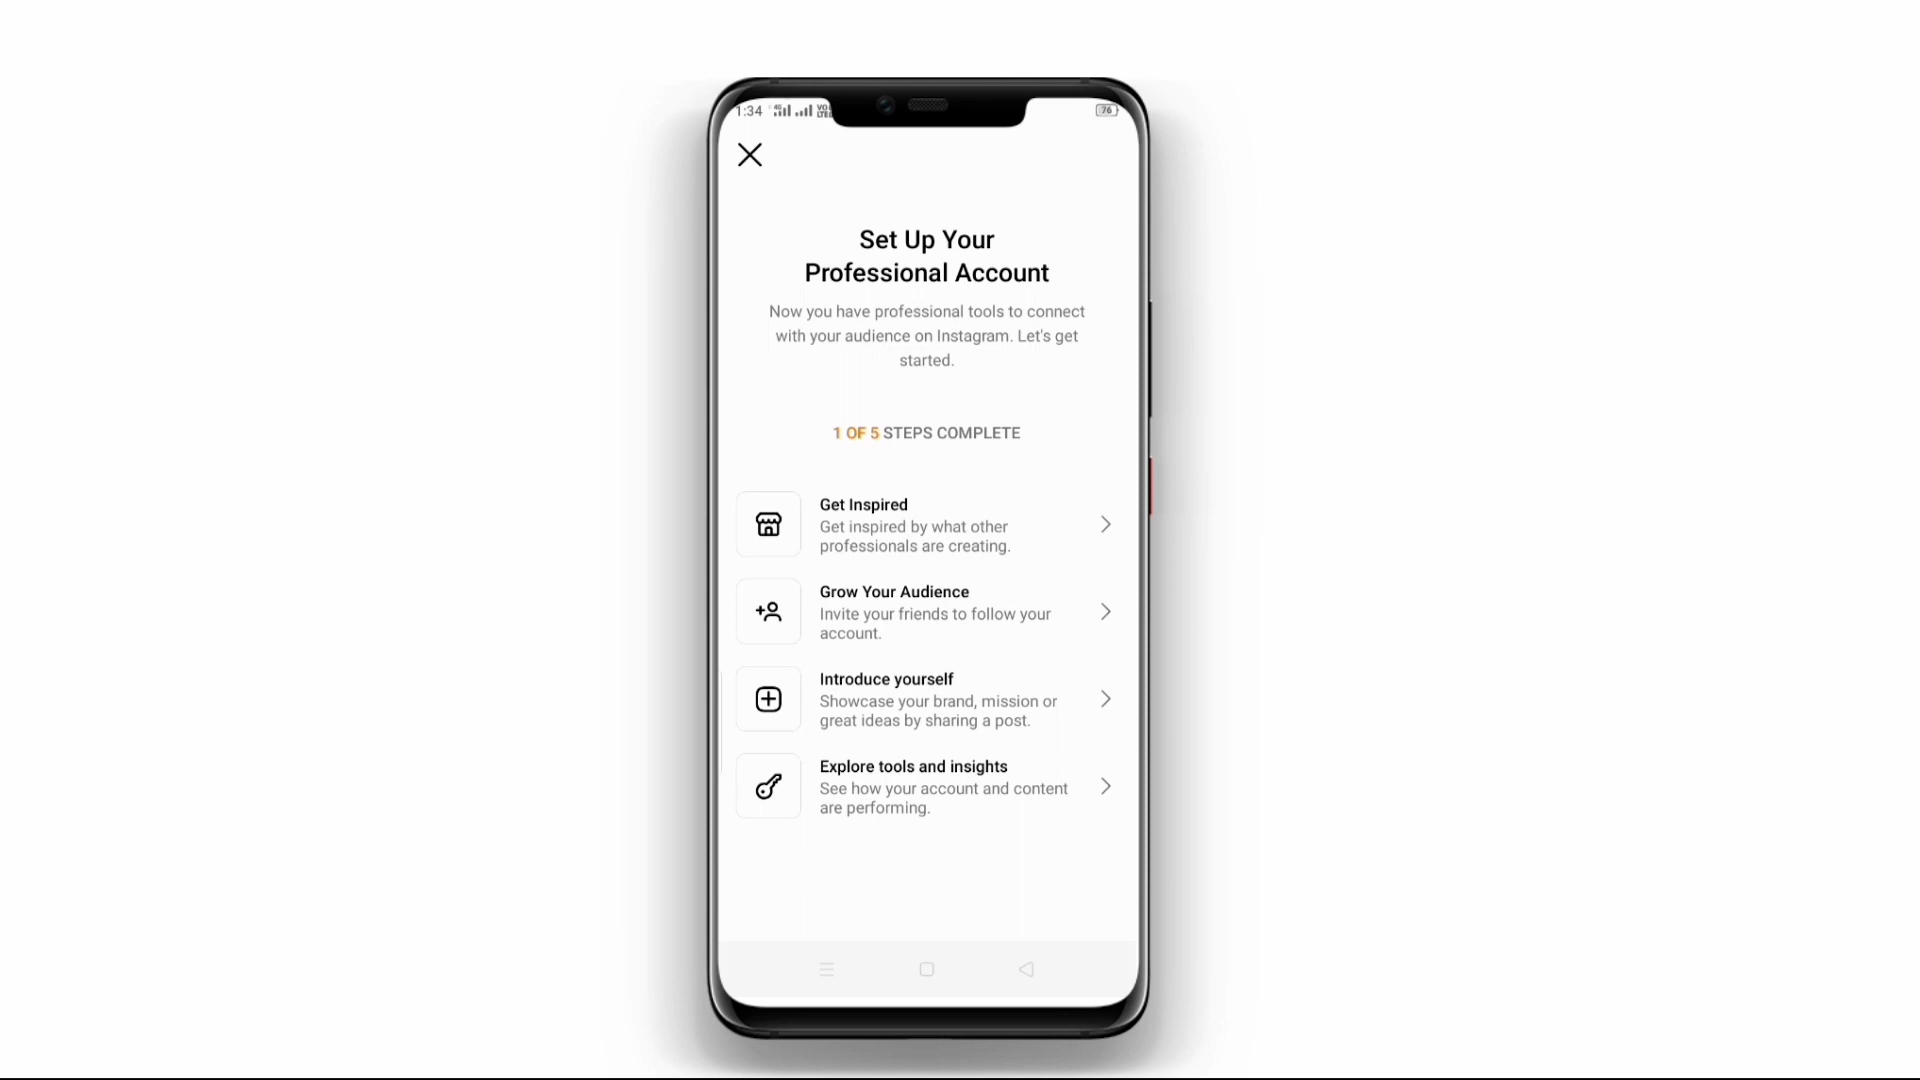 1:34
76
Set Up Your
Professional Account
Now you have professional tools to connect
with your audience on Instagram. Let's get
started.
1 OF 5 STEPS COMPLETE
Get Inspired
Get inspired by what other
professionals are creating.
Grow Your Audience
Invite your friends to follow your
account.
Introduce yourself
Showcase your brand, mission or
great ideas by sharing a post.
Explore tools and insights
See how your account and content
are performing.